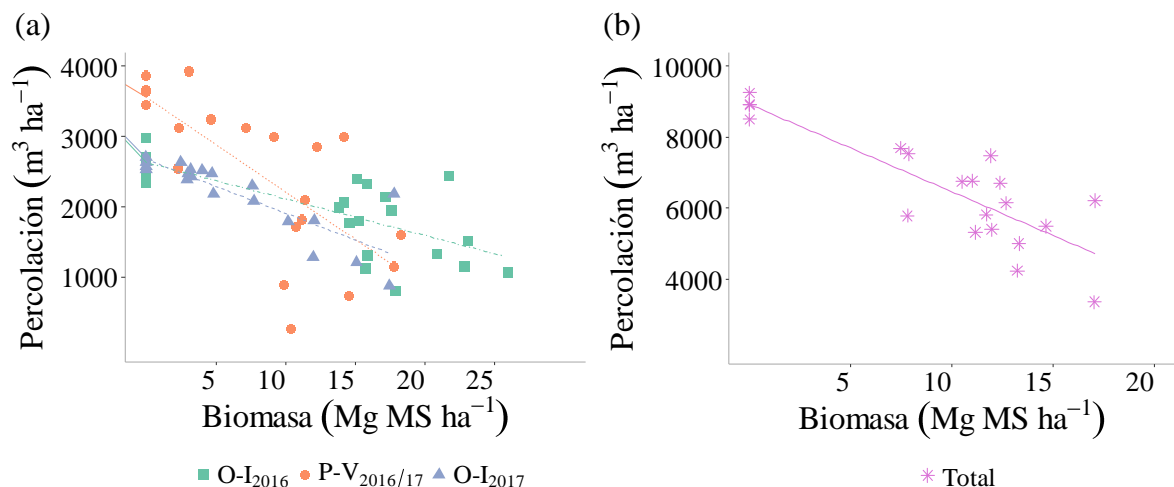 (a)
Percolación (m³ ha⁻¹)
4000
3000
2000
1000
5
10
15
20
25
Biomasa (Mg MS ha⁻¹)
O-I₂₀₁₆ P-V₂₀₁₆/₁₇ O-I₂₀₁₇
(b)
Percolación (m³ ha⁻¹)
10000
8000
6000
4000
5
10
15
20
Biomasa (Mg MS ha⁻¹)
Total